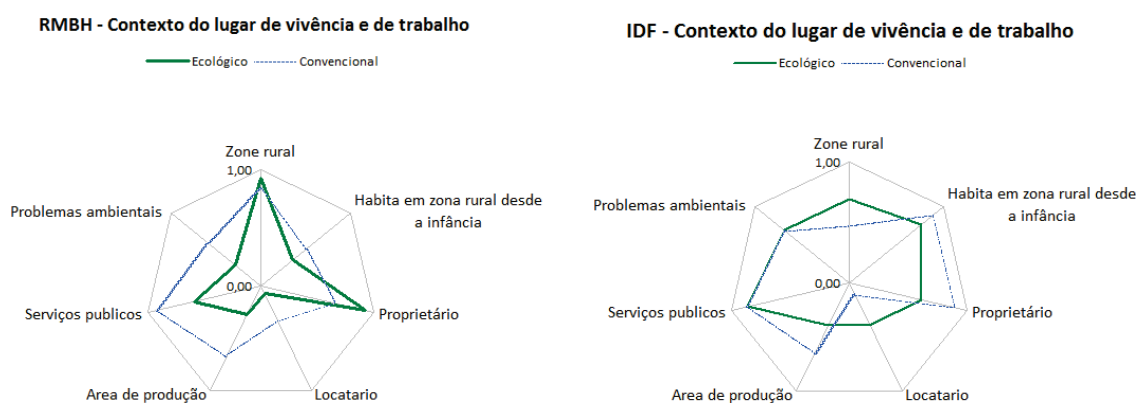 RMBH - Contexto do lugar de vivência e de trabalho
Ecológico Convencional
Zone rural
1,00
Problemas ambientais
Habita em zona rural desde
a infância
0,00
Serviços publicos
Proprietário
Area de produção
Locatario
IDF - Contexto do lugar de vivência e de trabalho
Ecológico Convencional
Zone rural
1,00
Problemas ambientais
Habita em zona rural desde
a infância
0,00
Serviços publicos
Proprietário
Area de produção
Locatario